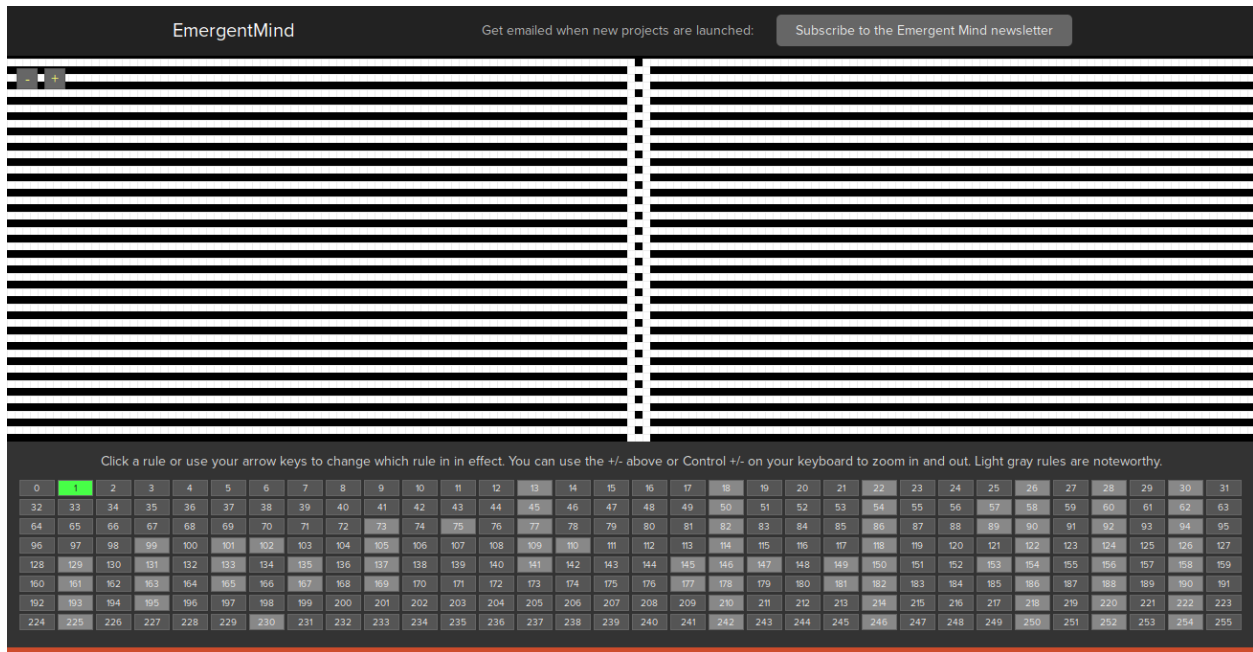 EmergentMind
Get emailed when new projects are launched:
Subscribe to the Emergent Mind newsletter
- +
Click a rule or use your arrow keys to change which rule in in effect. You can use the +/- above or Control +/- on your keyboard to zoom in and out. Light gray rules are noteworthy.
0 1 2 3 4 5 6 7 8 9 10 11 12 13 14 15 16 17 18 19 20 21 22 23 24 25 26 27 28 29 30 31
32 33 34 35 36 37 38 39 40 41 42 43 44 45 46 47 48 49 50 51 52 53 54 55 56 57 58 59 60 61 62 63
64 65 66 67 68 69 70 71 72 73 74 75 76 77 78 79 80 81 82 83 84 85 86 87 88 89 90 91 92 93 94 95
96 97 98 99 100 101 102 103 104 105 106 107 108 109 110 111 112 113 114 115 116 117 118 119 120 121 122 123 124 125 126 127
128 129 130 131 132 133 134 135 136 137 138 139 140 141 142 143 144 145 146 147 148 149 150 151 152 153 154 155 156 157 158 159
160 161 162 163 164 165 166 167 168 169 170 171 172 173 174 175 176 177 178 179 180 181 182 183 184 185 186 187 188 189 190 191
192 193 194 195 196 197 198 199 200 201 202 203 204 205 206 207 208 209 210 211 212 213 214 215 216 217 218 219 220 221 222 223
224 225 226 227 228 229 230 231 232 233 234 235 236 237 238 239 240 241 242 243 244 245 246 247 248 249 250 251 252 253 254 255